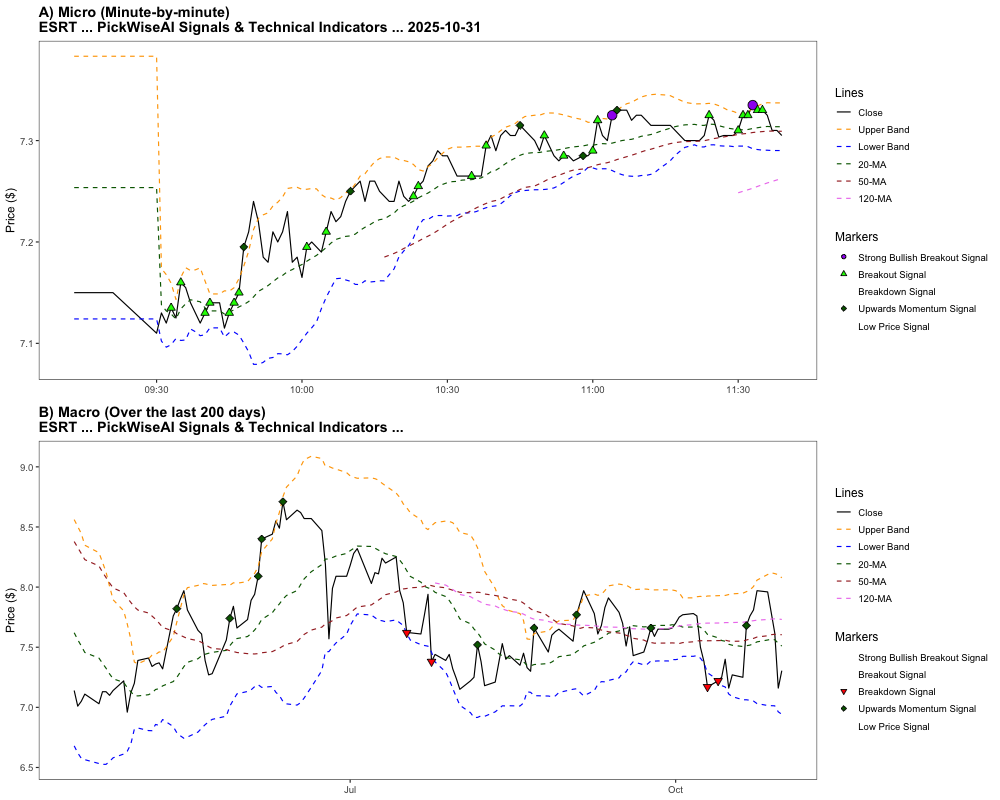 A) Micro (Minute-by-minute)
ESRT ... PickWiseAI Signals & Technical Indicators ... 2025-10-31
Price ($)
7.3
7.2
7.1
09:30
10:00
10:30
11:00
11:30
Lines
Close
Upper Band
Lower Band
20-MA
50-MA
120-MA
Markers
Strong Bullish Breakout Signal
Breakout Signal
Breakdown Signal
Upwards Momentum Signal
Low Price Signal
B) Macro (Over the last 200 days)
ESRT ... PickWiseAI Signals & Technical Indicators ...
Price ($)
9.0
8.5
8.0
7.5
7.0
6.5
Jul
Oct
Lines
Close
Upper Band
Lower Band
20-MA
50-MA
120-MA
Markers
Strong Bullish Breakout Signal
Breakout Signal
Breakdown Signal
Upwards Momentum Signal
Low Price Signal